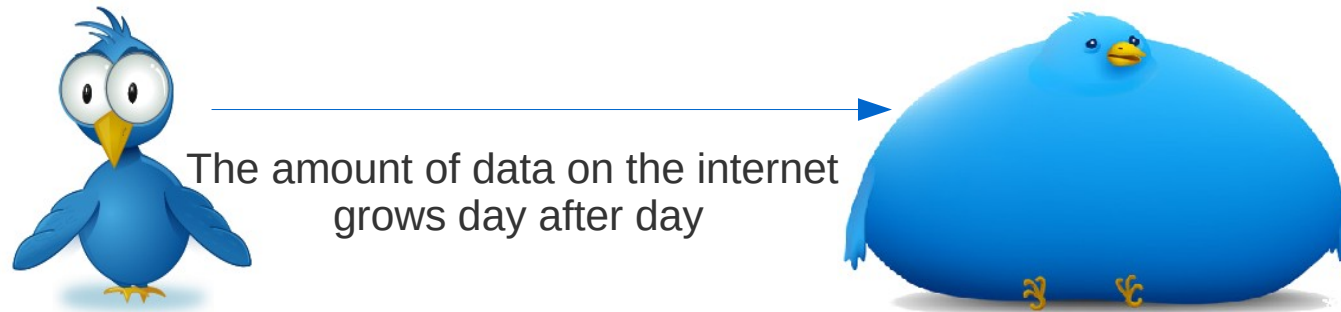 The amount of data on the internet
grows day after day